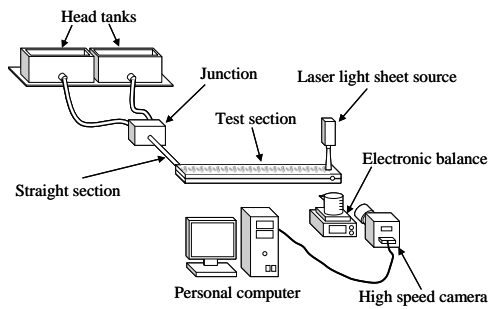 Head tanks
Junction
Laser light sheet source
Test section
Electronic balance
Straight section
Personal computer
High speed camera